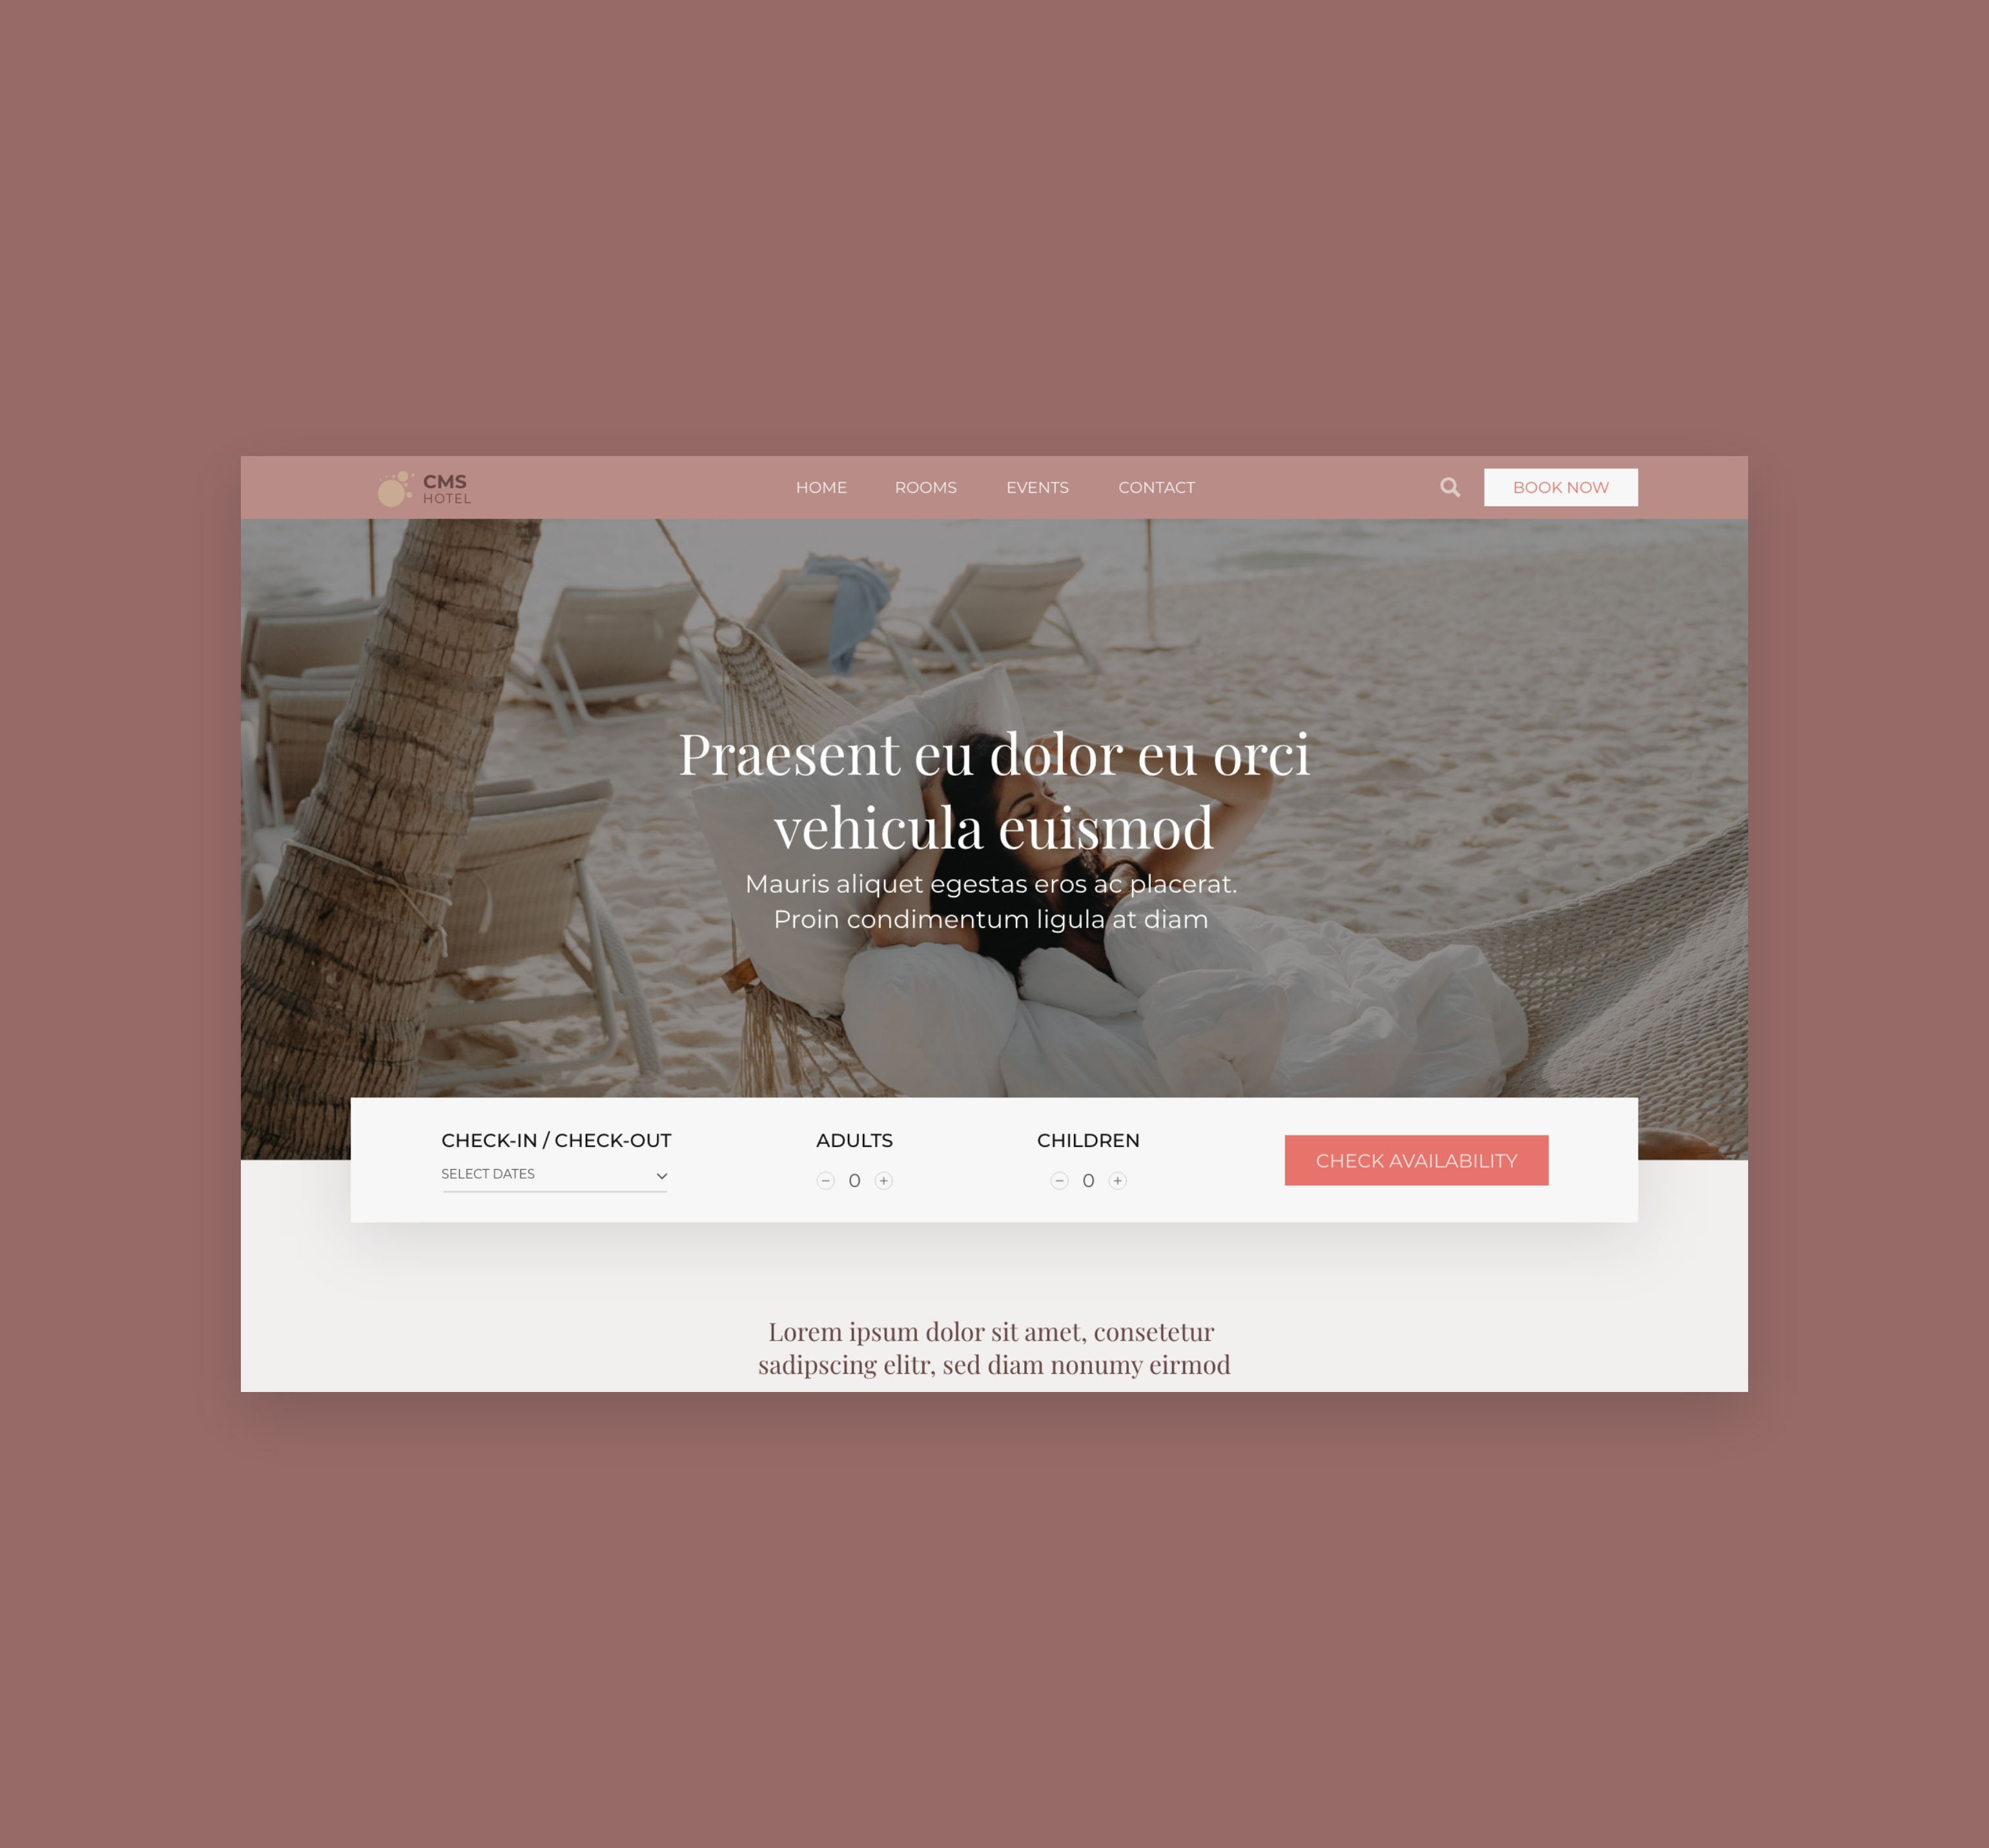 CMS
HOTEL
HOME
ROOMS
EVENTS
CONTACT
BOOK NOW
Praesent eu dolor eu orci
vehicula euismod
Mauris aliquet egestas eros ac placerat.
Proin condimentum ligula at diam
CHECK-IN / CHECK-OUT
SELECT DATES
ADULTS
0
CHILDREN
0
CHECK AVAILABILITY
Lorem ipsum dolor sit amet, consetetur
sadipscing elitr, sed diam nonumy eirmod